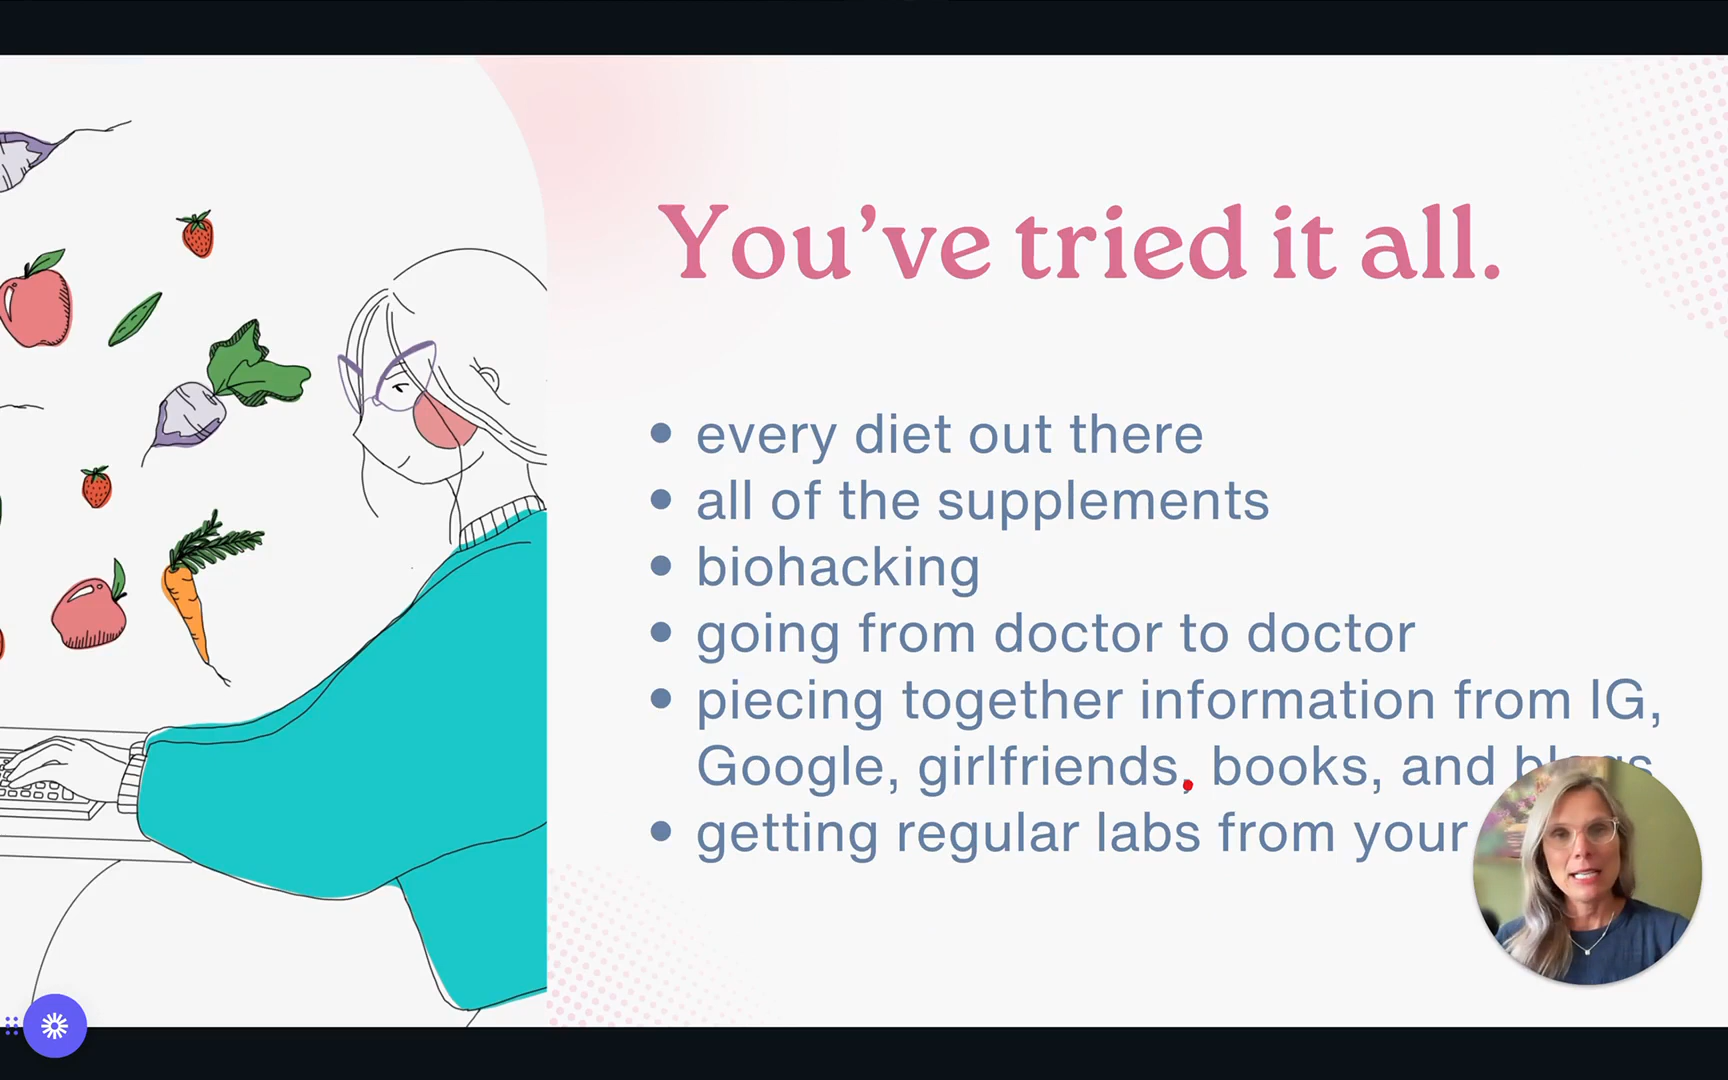 You’ve tried it all.
• every diet out there
• all of the supplements
• biohacking
• going from doctor to doctor
• piecing together information from IG,
Google, girlfriends, books, and blogs
• getting regular labs from your